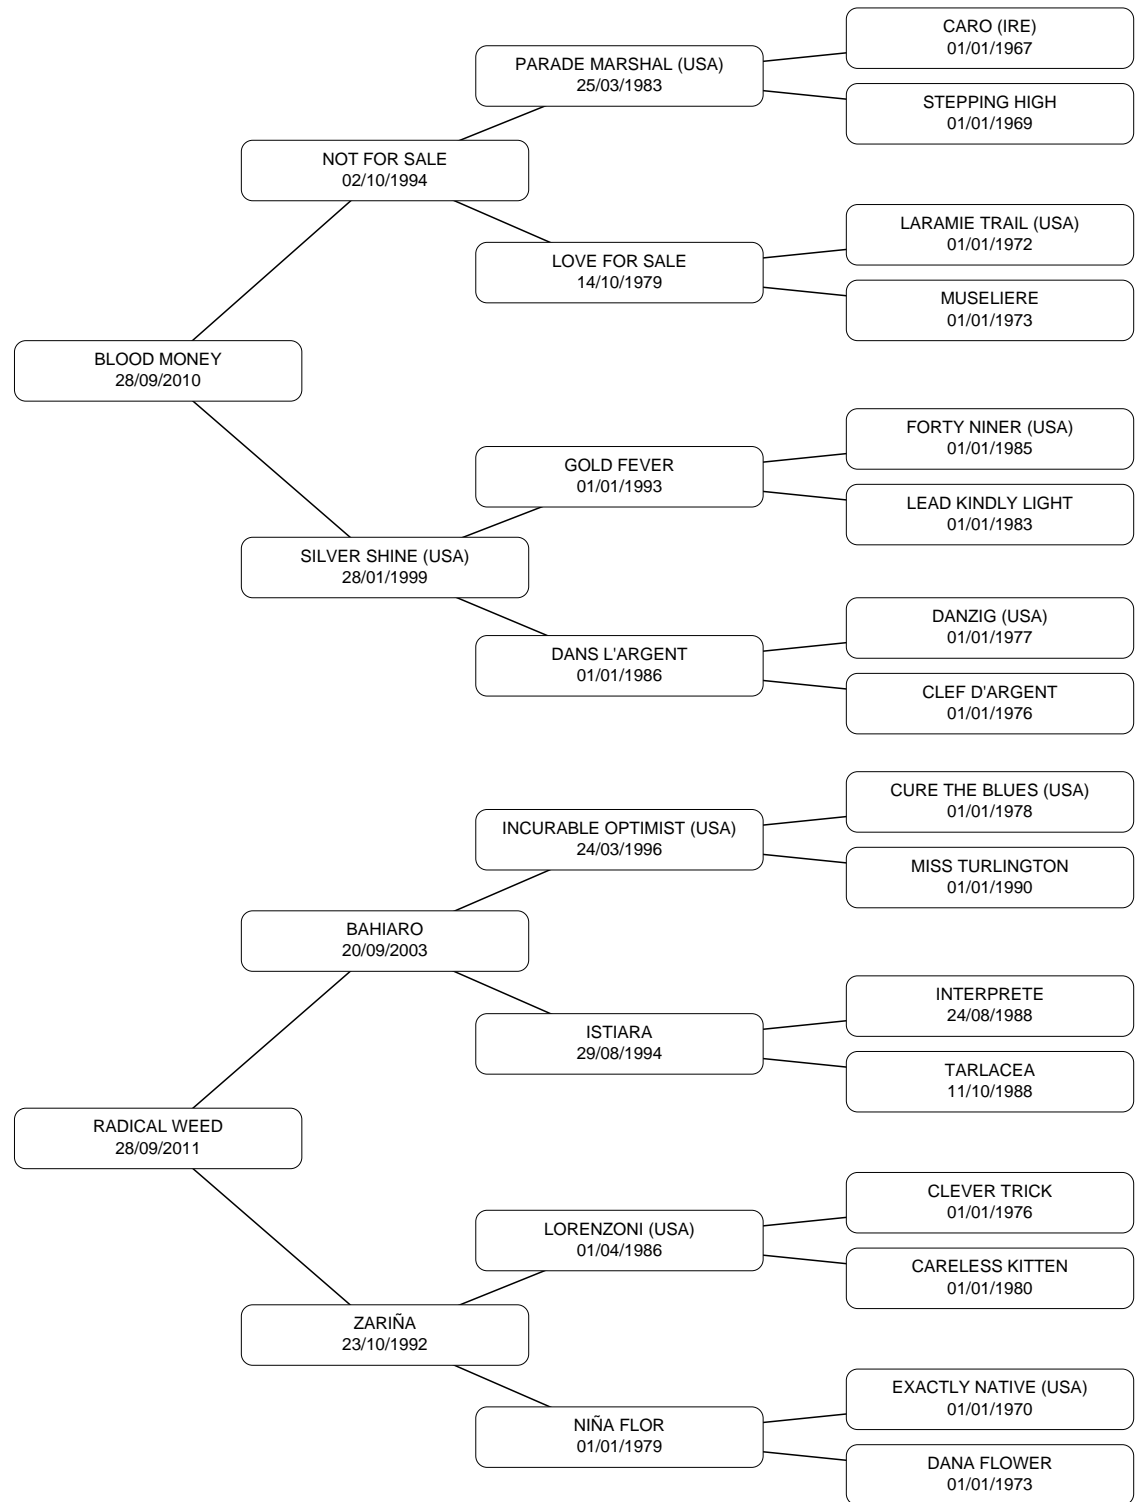 CARO (IRE)
01/01/1967
PARADE MARSHAL (USA)
25/03/1983
STEPPING HIGH
01/01/1969
NOT FOR SALE
02/10/1994
LARAMIE TRAIL (USA)
01/01/1972
LOVE FOR SALE
14/10/1979
MUSELIERE
01/01/1973
BLOOD MONEY
28/09/2010
FORTY NINER (USA)
01/01/1985
GOLD FEVER
01/01/1993
LEAD KINDLY LIGHT
01/01/1983
SILVER SHINE (USA)
28/01/1999
DANZIG (USA)
01/01/1977
DANS L'ARGENT
01/01/1986
CLEF D'ARGENT
01/01/1976
CURE THE BLUES (USA)
01/01/1978
INCURABLE OPTIMIST (USA)
24/03/1996
MISS TURLINGTON
01/01/1990
BAHIARO
20/09/2003
INTERPRETE
24/08/1988
ISTIARA
29/08/1994
TARLACEA
11/10/1988
RADICAL WEED
28/09/2011
CLEVER TRICK
01/01/1976
LORENZONI (USA)
01/04/1986
CARELESS KITTEN
01/01/1980
ZARIÑA
23/10/1992
EXACTLY NATIVE (USA)
01/01/1970
NIÑA FLOR
01/01/1979
DANA FLOWER
01/01/1973